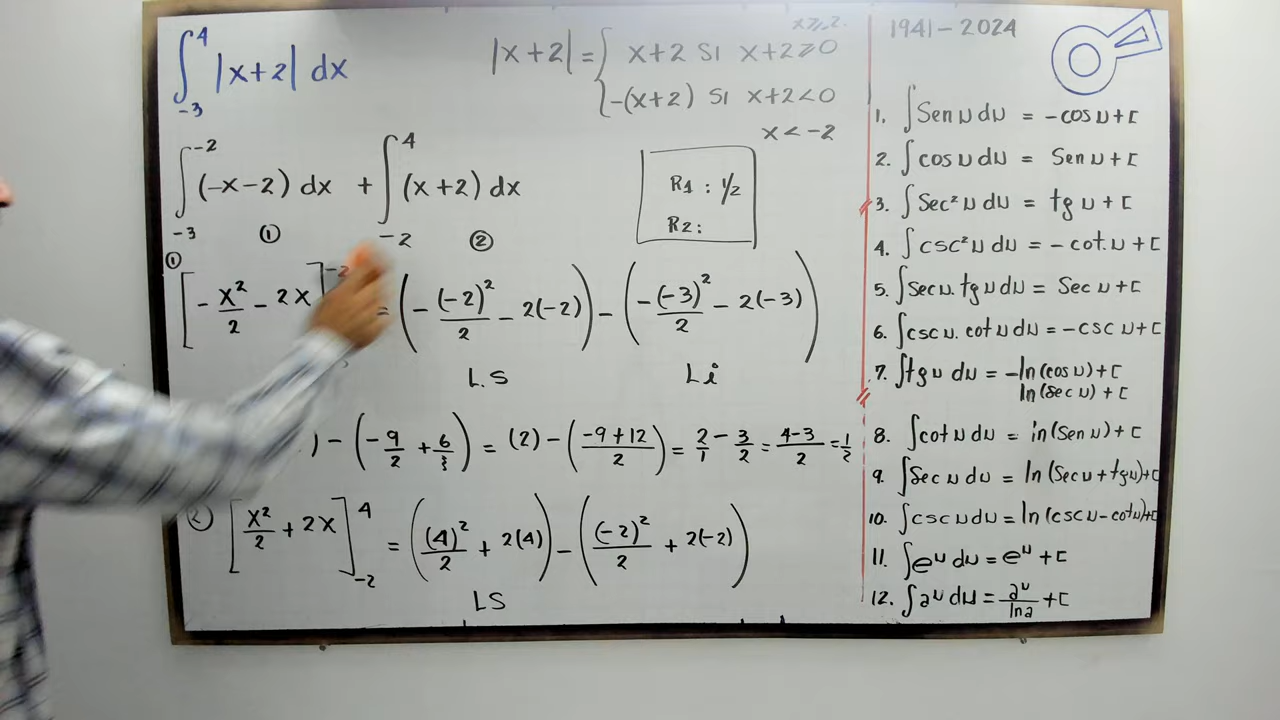 ∫₋₃⁴ |x+2| dx
|x+2| = { x+2 SI x+2⩾0
x⩾-2.
-(x+2) SI x+2<0
x < -2
∫₋₃⁻² (-x-2) dx + ∫₋₂⁴ (x+2) dx
① ②
R1 : 1/2
R2:
①
[-x²/2 - 2x]⁻² = (-(-2)²/2 - 2(-2)) - (-(-3)²/2 - 2(-3))
L.S Li
) - (-9/2 + 6/1) = (2) - (-9+12/2) = 2/1 - 3/2 = 4-3/2 = 1/2
② [x²/2 + 2x]₋₂⁴ = ((4)²/2 + 2(4)) - ((-2)²/2 + 2(-2))
LS
1941-2024
1. ∫Sen u du = -cos u + C
2. ∫cos u du = Sen u + C
3. ∫Sec² u du = tg u + C
4. ∫csc² u du = -cot. u + C
5. ∫sec u. tg u du = Sec u + C
6. ∫csc u. cot u du = -csc u + C
7. ∫tg u du = -ln(cos u) + C
ln(sec u) + C
8. ∫cot u du = in(Sen u) + C
9. ∫Sec u du = ln(Sec u + tg u) + C
10. ∫csc u du = ln(csc u - cot u) + C
11. ∫eᵘ du = eᵘ + C
12. ∫aᵘ du = aᵘ/ln a + C